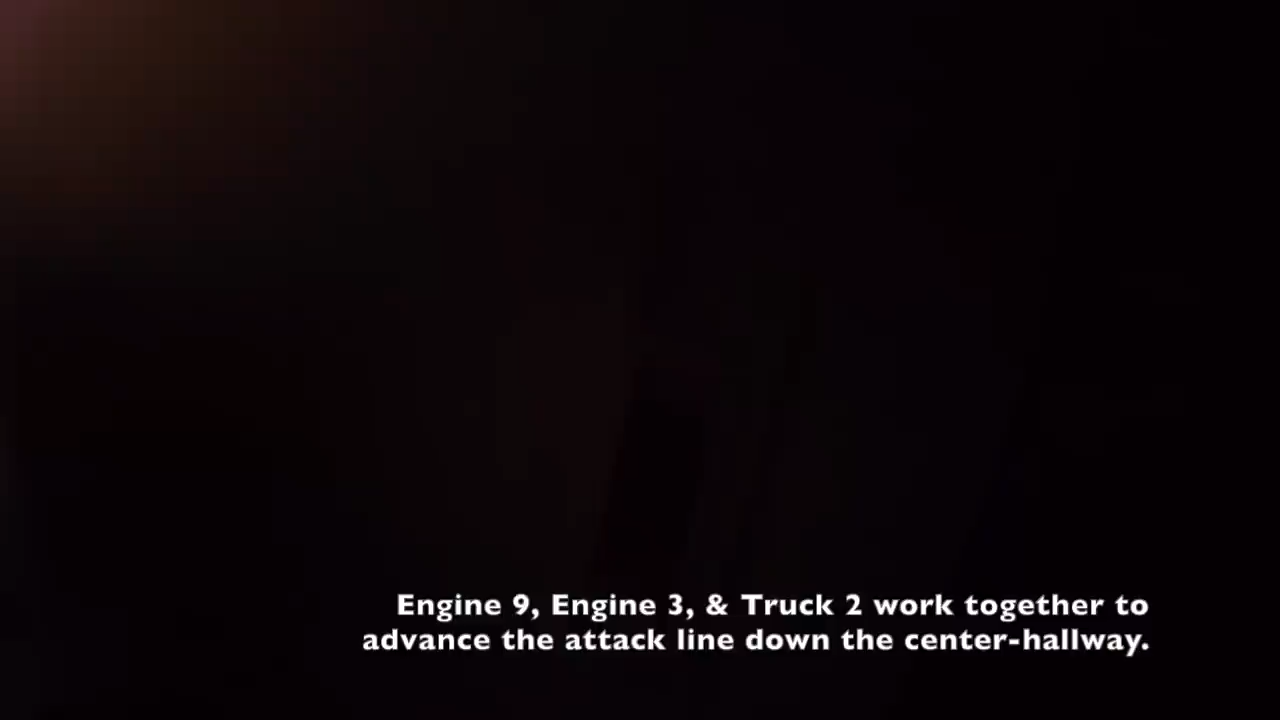 Engine 9, Engine 3, & Truck 2 work together to
advance the attack line down the center-hallway.